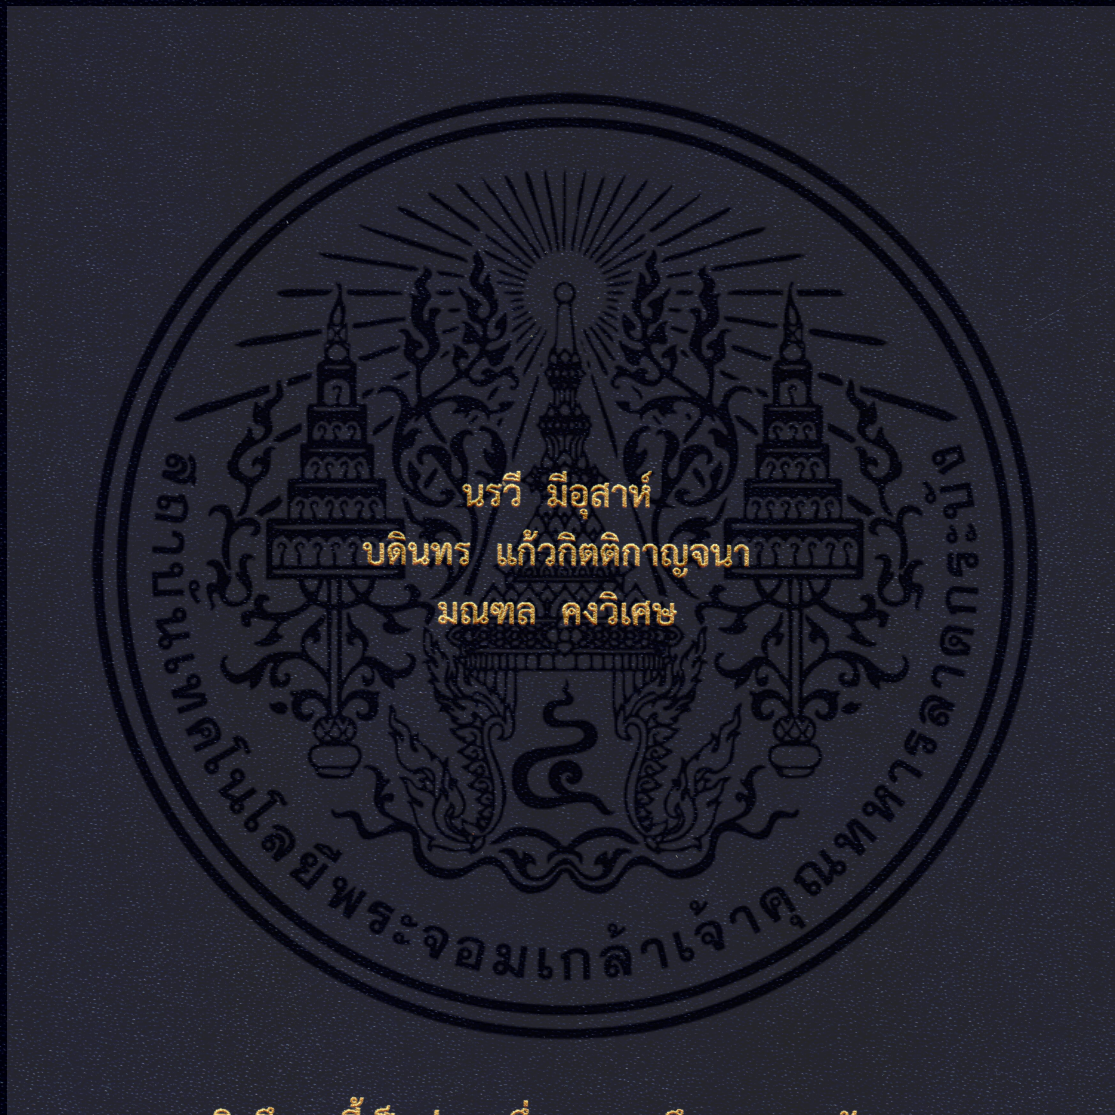 นรวี มีอุสาห์
บดินทร แก้วกิตติกาญจนา
มณฑล คงวิเศษ
สถาบันเทคโนโลยีพระจอมเกล้าเจ้าคุณทหารลาดกระบัง
๔